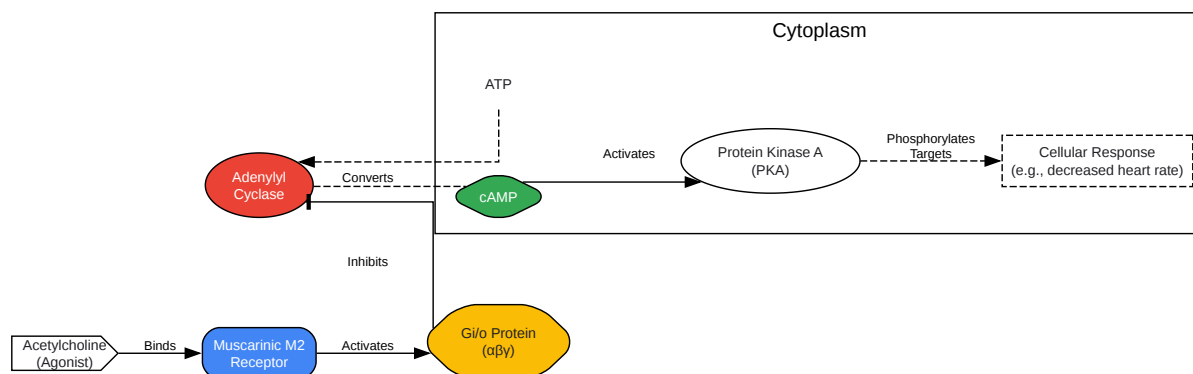 Cytoplasm
ATP
Adenylyl
Cyclase
Converts
cAMP
Activates
Protein Kinase A
(PKA)
Phosphorylates
Targets
Cellular Response
(e.g., decreased heart rate)
Inhibits
Acetylcholine
(Agonist)
Binds
Muscarinic M2
Receptor
Activates
Gi/o Protein
(αβγ)